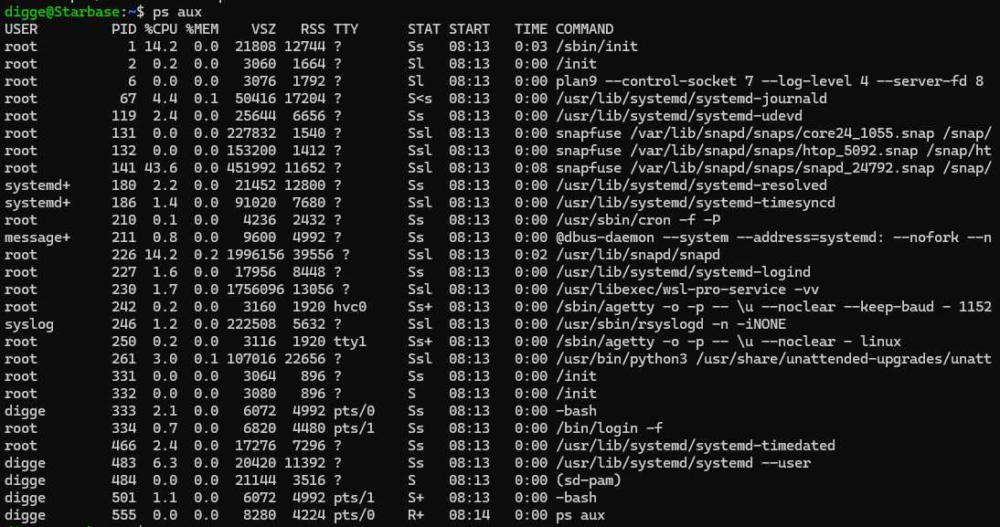 digge@Starbase:~$ ps aux
USER         PID %CPU %MEM    VSZ   RSS TTY      STAT START   TIME COMMAND
root           1 14.2  0.0  21808 12744 ?        Ss   08:13   0:03 /sbin/init
root           2  0.2  0.0   3060  1664 ?        Sl   08:13   0:00 /init
root           6  0.0  0.0   3076  1792 ?        Sl   08:13   0:00 plan9 --control-socket 7 --log-level 4 --server-fd 8
root          67  4.4  0.1  50416 17204 ?        S<s  08:13   0:00 /usr/lib/systemd/systemd-journald
root         119  2.4  0.0  25644  6656 ?        Ss   08:13   0:00 /usr/lib/systemd/systemd-udevd
root         131  0.0  0.0 227832  1540 ?        Ssl  08:13   0:00 snapfuse /var/lib/snapd/snaps/core24_1055.snap /snap/
root         132  0.0  0.0 153200  1412 ?        Ssl  08:13   0:00 snapfuse /var/lib/snapd/snaps/htop_5092.snap /snap/ht
root         141 43.6  0.0 451992 11652 ?        Ssl  08:13   0:08 snapfuse /var/lib/snapd/snaps/snapd_24792.snap /snap/
systemd+     180  2.2  0.0  21452 12800 ?        Ss   08:13   0:00 /usr/lib/systemd/systemd-resolved
systemd+     186  1.4  0.0  91020  7680 ?        Ssl  08:13   0:00 /usr/lib/systemd/systemd-timesyncd
root         210  0.1  0.0   4236  2432 ?        Ss   08:13   0:00 /usr/sbin/cron -f -P
message+     211  0.8  0.0   9600  4992 ?        Ss   08:13   0:00 @dbus-daemon --system --address=systemd: --nofork --n
root         226 14.2  0.2 1996156 39556 ?       Ssl  08:13   0:02 /usr/lib/snapd/snapd
root         227  1.6  0.0  17956  8448 ?        Ss   08:13   0:00 /usr/lib/systemd/systemd-logind
root         230  1.7  0.0 1756096 13056 ?       Ssl  08:13   0:00 /usr/libexec/wsl-pro-service -vv
root         242  0.2  0.0   3160  1920 hvc0     Ss+  08:13   0:00 /sbin/agetty -o -p -- \u --noclear --keep-baud - 1152
syslog       246  1.2  0.0 222508  5632 ?        Ssl  08:13   0:00 /usr/sbin/rsyslogd -n -iNONE
root         250  0.2  0.0   3116  1920 tty1     Ss+  08:13   0:00 /sbin/agetty -o -p -- \u --noclear - linux
root         261  3.0  0.1 107016 22656 ?        Ssl  08:13   0:00 /usr/bin/python3 /usr/share/unattended-upgrades/unatt
root         331  0.0  0.0   3064   896 ?        Ss   08:13   0:00 /init
root         332  0.0  0.0   3080   896 ?        S    08:13   0:00 /init
digge        333  2.1  0.0   6072  4992 pts/0    Ss   08:13   0:00 -bash
root         334  0.7  0.0   6820  4480 pts/1    Ss   08:13   0:00 /bin/login -f
root         466  2.4  0.0  17276  7296 ?        Ss   08:13   0:00 /usr/lib/systemd/systemd-timedated
digge        483  6.3  0.0  20420 11392 ?        Ss   08:13   0:00 /usr/lib/systemd/systemd --user
digge        484  0.0  0.0  21144  3516 ?        S    08:13   0:00 (sd-pam)
digge        501  1.1  0.0   6072  4992 pts/1    S+   08:13   0:00 -bash
digge        555  0.0  0.0   8280  4224 pts/0    R+   08:14   0:00 ps aux